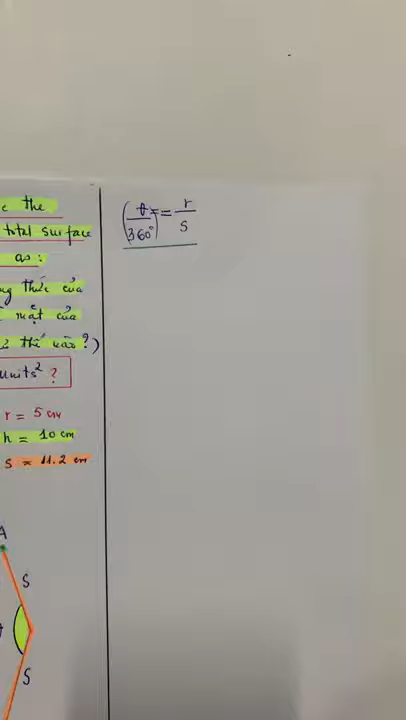 e the
total surface
as:
ng thức của
mặt của
thế nào?)
units² ?
r = 5 cm
h = 10 cm
s ≈ 11.2 cm
A
S
S
(θ/360°) = r/s